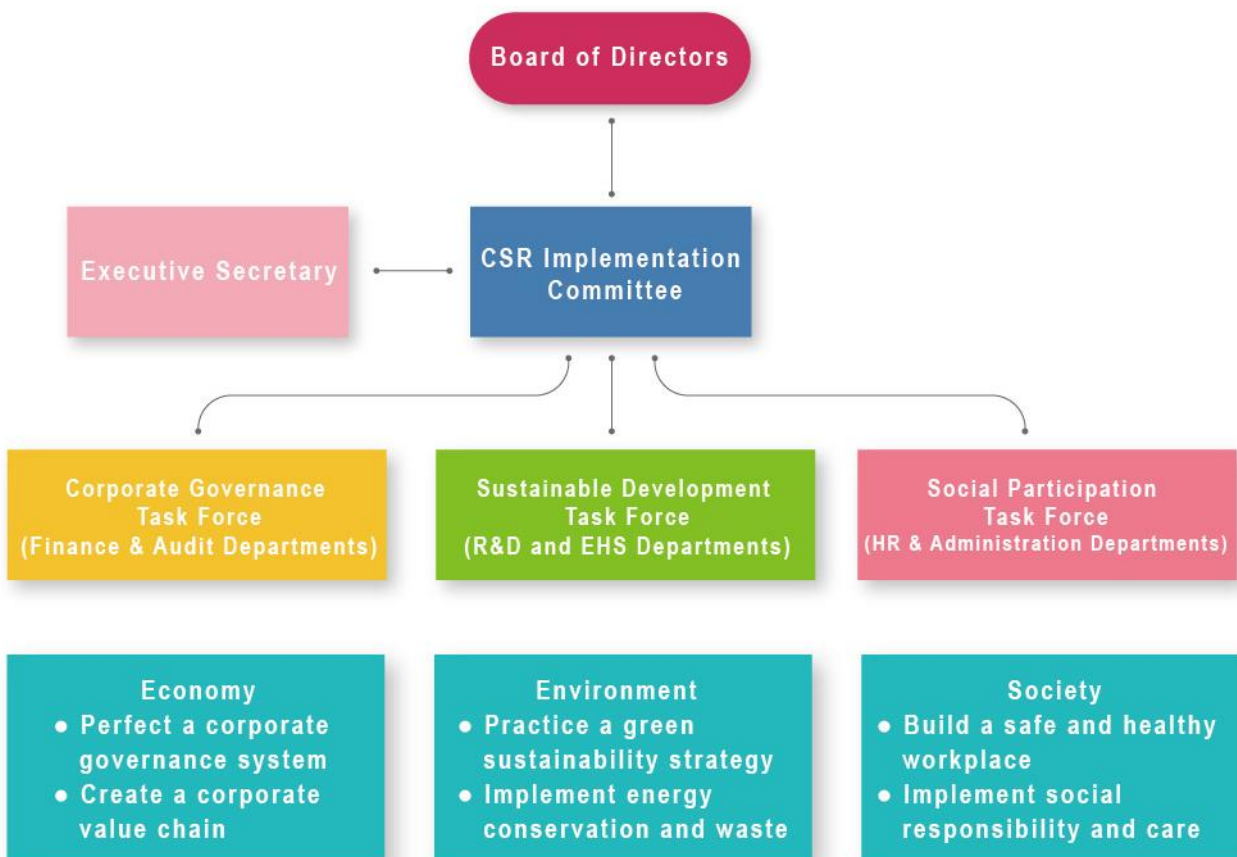 Board of Directors
Executive Secretary
CSR Implementation
Committee
Corporate Governance
Task Force
(Finance & Audit Departments)
Sustainable Development
Task Force
(R&D and EHS Departments)
Social Participation
Task Force
(HR & Administration Departments)
Economy
● Perfect a corporate
governance system
● Create a corporate
value chain
Environment
● Practice a green
sustainability strategy
● Implement energy
conservation and waste
Society
● Build a safe and healthy
workplace
● Implement social
responsibility and care